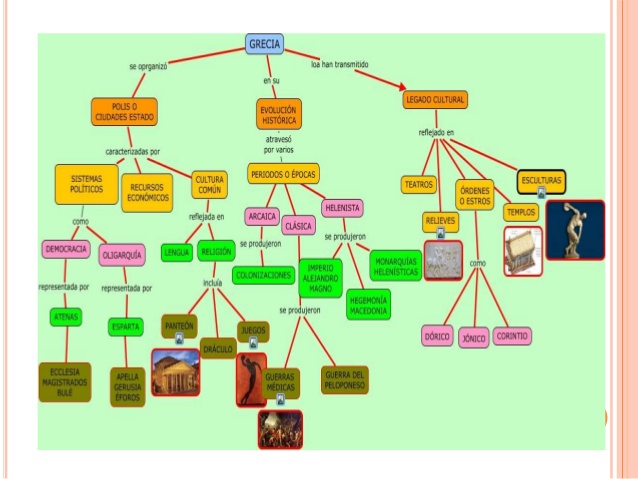 GRECIA
se oprganizó
en su
loa han transmitido
POLIS O
CIUDADES ESTADO
EVOLUCIÓN
HISTÓRICA
LEGADO CULTURAL
caracterizadas por
atravesó
por varios
reflejado en
SISTEMAS
POLÍTICOS
RECURSOS
ECONÓMICOS
CULTURA
COMÚN
PERIODOS O ÉPOCAS
TEATROS
RELIEVES
ÓRDENES
O ESTROS
TEMPLOS
ESCULTURAS
como
reflejada en
ARCAICA
CLÁSICA
HELENISTA
DEMOCRACIA
OLIGARQUÍA
LENGUA
RELIGIÓN
se produjeron
se produjeron
como
representada por
representada por
incluía
COLONIZACIONES
IMPERIO
ALEJANDRO
MAGNO
HEGEMONÍA
MACEDONIA
MONARQUÍAS
HELENÍSTICAS
ATENAS
ESPARTA
PANTEÓN
DRÁCULO
JUEGOS
se produjeron
DÓRICO
JÓNICO
CORINTIO
ECCLESIA
MAGISTRADOS
BULÉ
APELLA
GERUSIA
ÉFOROS
GUERRAS
MÉDICAS
GUERRA DEL
PELOPONESO